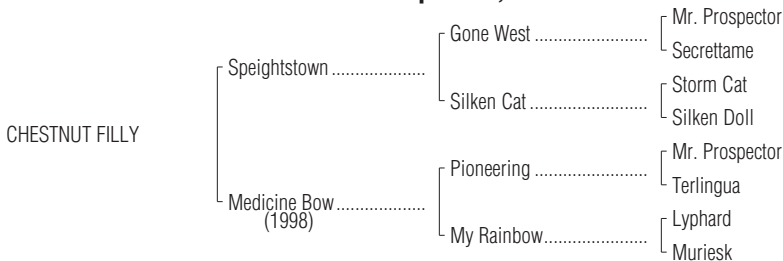 Mr. Prospector
Gone West
Secrettame
Speightstown
Storm Cat
Silken Cat
Silken Doll
CHESTNUT FILLY
Mr. Prospector
Pioneering
Terlingua
Medicine Bow
(1998)
Lyphard
My Rainbow
Muriesk